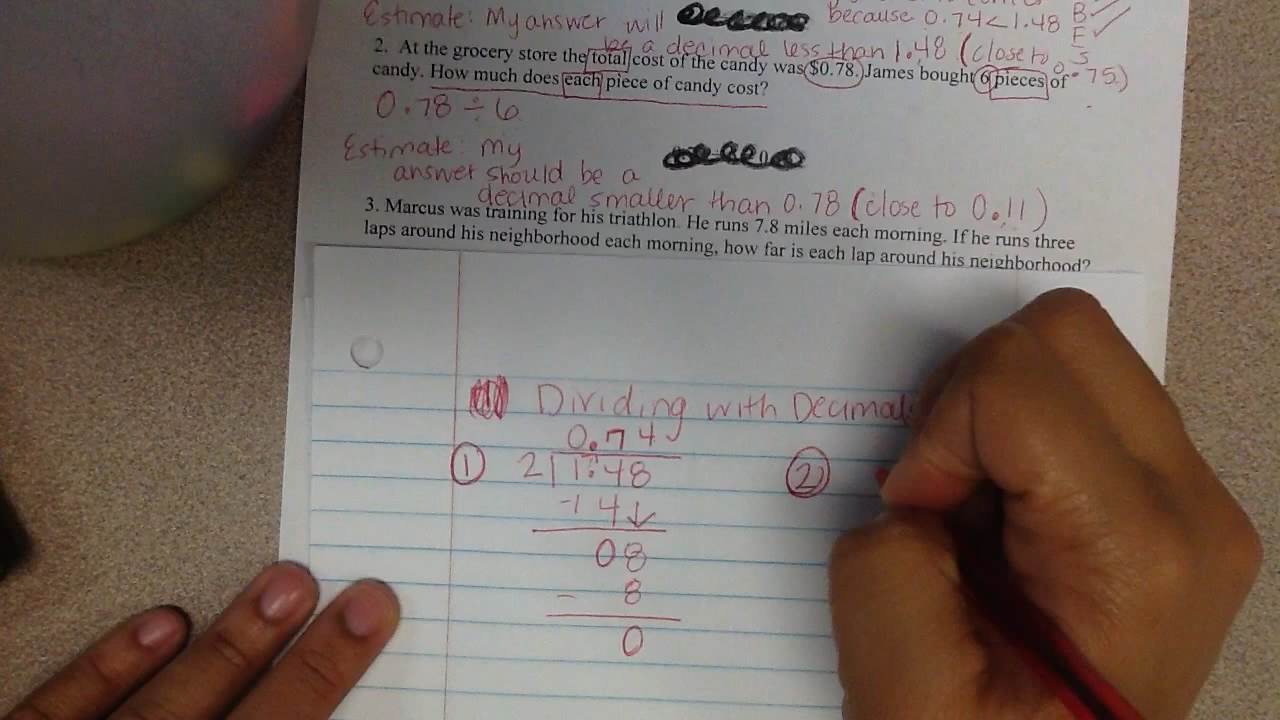 Estimate: My answer will because 0.74<1.48 B✓
be a decimal less than 1.48 (close to 0.75) E✓
S
2. At the grocery store the total cost of the candy was $0.78. James bought 6 pieces of
candy. How much does each piece of candy cost?
0.78 ÷ 6
Estimate: my
answer should be a
decimal smaller than 0.78 (close to 0.11)
3. Marcus was training for his triathlon. He runs 7.8 miles each morning. If he runs three
laps around his neighborhood each morning, how far is each lap around his neighborhood?
Dividing with Decimal
0.74
① 2 1.48 ②
-14↓
08
- 8
0